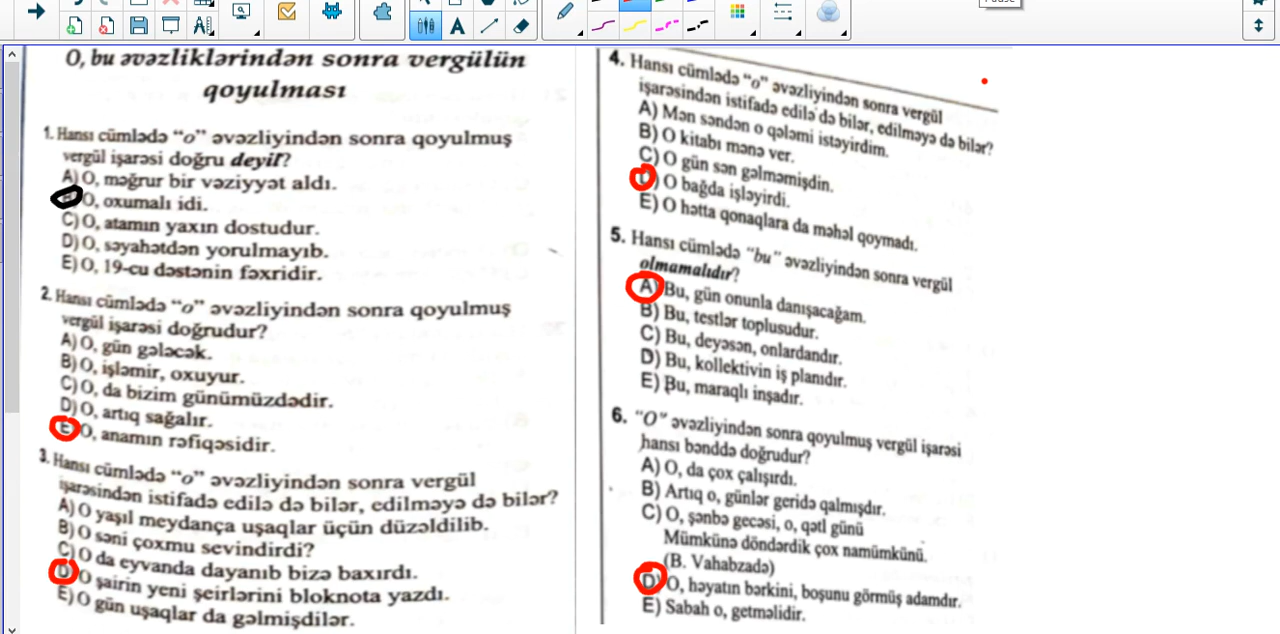 Pause
O, bu əvəzliklərindən sonra vergülün
qoyulması
1. Hansı cümlədə “o” əvəzliyindən sonra qoyulmuş
vergül işarəsi doğru deyil?
A) O, məğrur bir vəziyyət aldı.
O, oxumalı idi.
C) O, atamın yaxın dostudur.
D) O, səyahətdən yorulmayıb.
E) O, 19-cu dəstənin fəxridir.
2. Hansı cümlədə “o” əvəzliyindən sonra qoyulmuş
vergül işarəsi doğrudur?
A) O, gün gələcək.
B) O, işləmir, oxuyur.
C) O, da bizim günümüzdədir.
D) O, artıq sağalır.
E) O, anamın rəfiqəsidir.
3. Hansı cümlədə “o” əvəzliyindən sonra vergül
işarəsindən istifadə edilə də bilər, edilməyə də bilər?
A) O yaşıl meydança uşaqlar üçün düzəldilib.
B) O səni çoxmu sevindirdi?
C) O da eyvanda dayanıb bizə baxırdı.
D) O şairin yeni şeirlərini bloknota yazdı.
E) O gün uşaqlar da gəlmişdilər.
4. Hansı cümlədə “o” əvəzliyindən sonra vergül
işarəsindən istifadə edilə də bilər, edilməyə də bilər?
A) Mən səndən o qələmi istəyirdim.
B) O kitabı mənə ver.
C) O gün sən gəlməmişdin.
D) O bağda işləyirdi.
E) O hətta qonaqlara da məhəl qoymadı.
5. Hansı cümlədə “bu” əvəzliyindən sonra vergül
olmamalıdır?
A) Bu, gün onunla danışacağam.
B) Bu, testlər toplusudur.
C) Bu, deyəsən, onlardandır.
D) Bu, kollektivin iş planıdır.
E) Bu, maraqlı inşadır.
6. “O” əvəzliyindən sonra qoyulmuş vergül işarəsi
hansı bənddə doğrudur?
A) O, da çox çalışırdı.
B) Artıq o, günlər geridə qalmışdır.
C) O, şənbə gecəsi, o, qətl günü
Mümkünə döndərdik çox namümkünü.
(B. Vahabzadə)
D) O, həyatın bərkini, boşunu görmüş adamdır.
E) Sabah o, getməlidir.